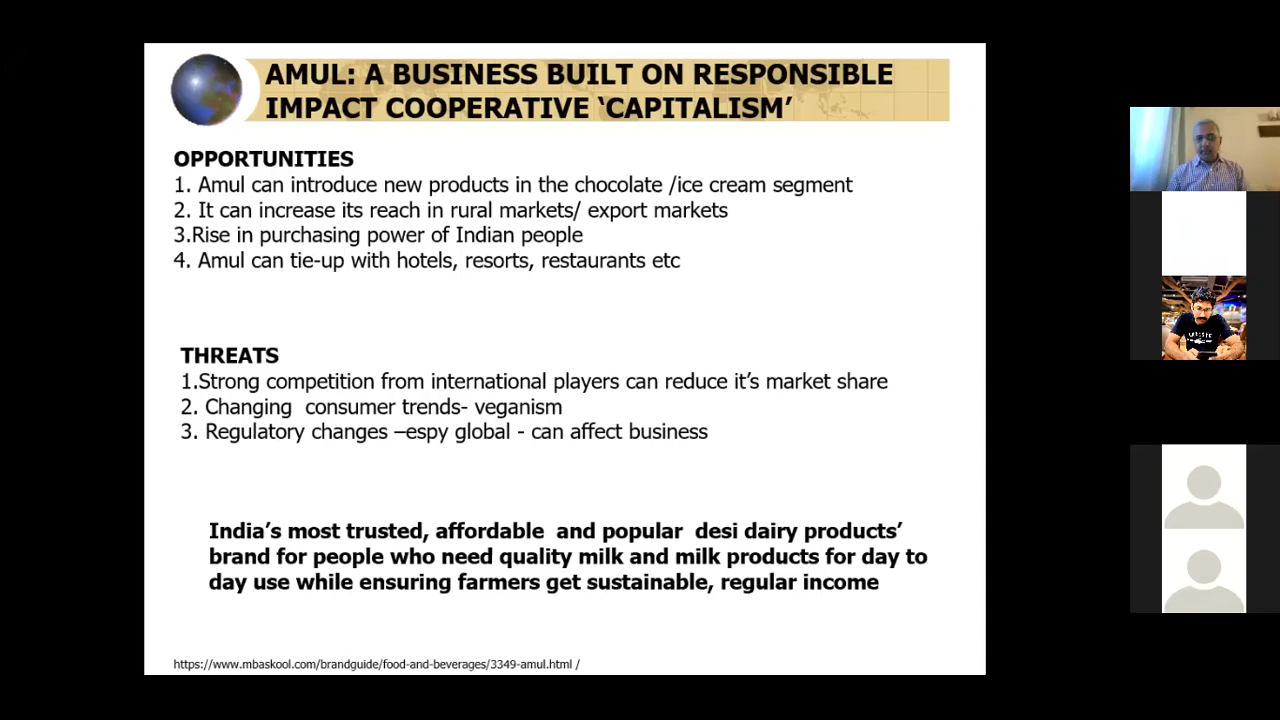 AMUL: A BUSINESS BUILT ON RESPONSIBLE
IMPACT COOPERATIVE ‘CAPITALISM’
OPPORTUNITIES
1. Amul can introduce new products in the chocolate /ice cream segment
2. It can increase its reach in rural markets/ export markets
3.Rise in purchasing power of Indian people
4. Amul can tie-up with hotels, resorts, restaurants etc
THREATS
1.Strong competition from international players can reduce it’s market share
2. Changing  consumer trends- veganism
3. Regulatory changes –espy global - can affect business
India’s most trusted, affordable  and popular  desi dairy products’
brand for people who need quality milk and milk products for day to
day use while ensuring farmers get sustainable, regular income
https://www.mbaskool.com/brandguide/food-and-beverages/3349-amul.html /